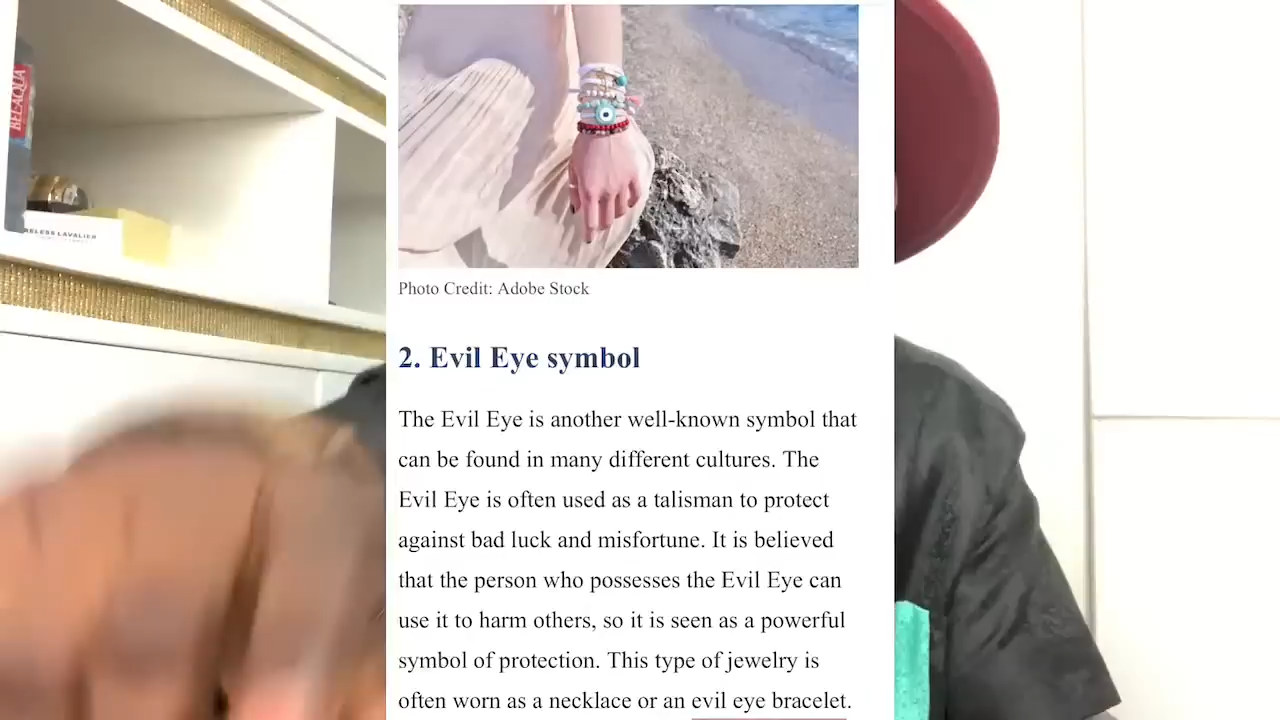 BELAQUA
RELESS LAVALIER
Photo Credit: Adobe Stock
2. Evil Eye symbol
The Evil Eye is another well-known symbol that
can be found in many different cultures. The
Evil Eye is often used as a talisman to protect
against bad luck and misfortune. It is believed
that the person who possesses the Evil Eye can
use it to harm others, so it is seen as a powerful
symbol of protection. This type of jewelry is
often worn as a necklace or an evil eye bracelet.